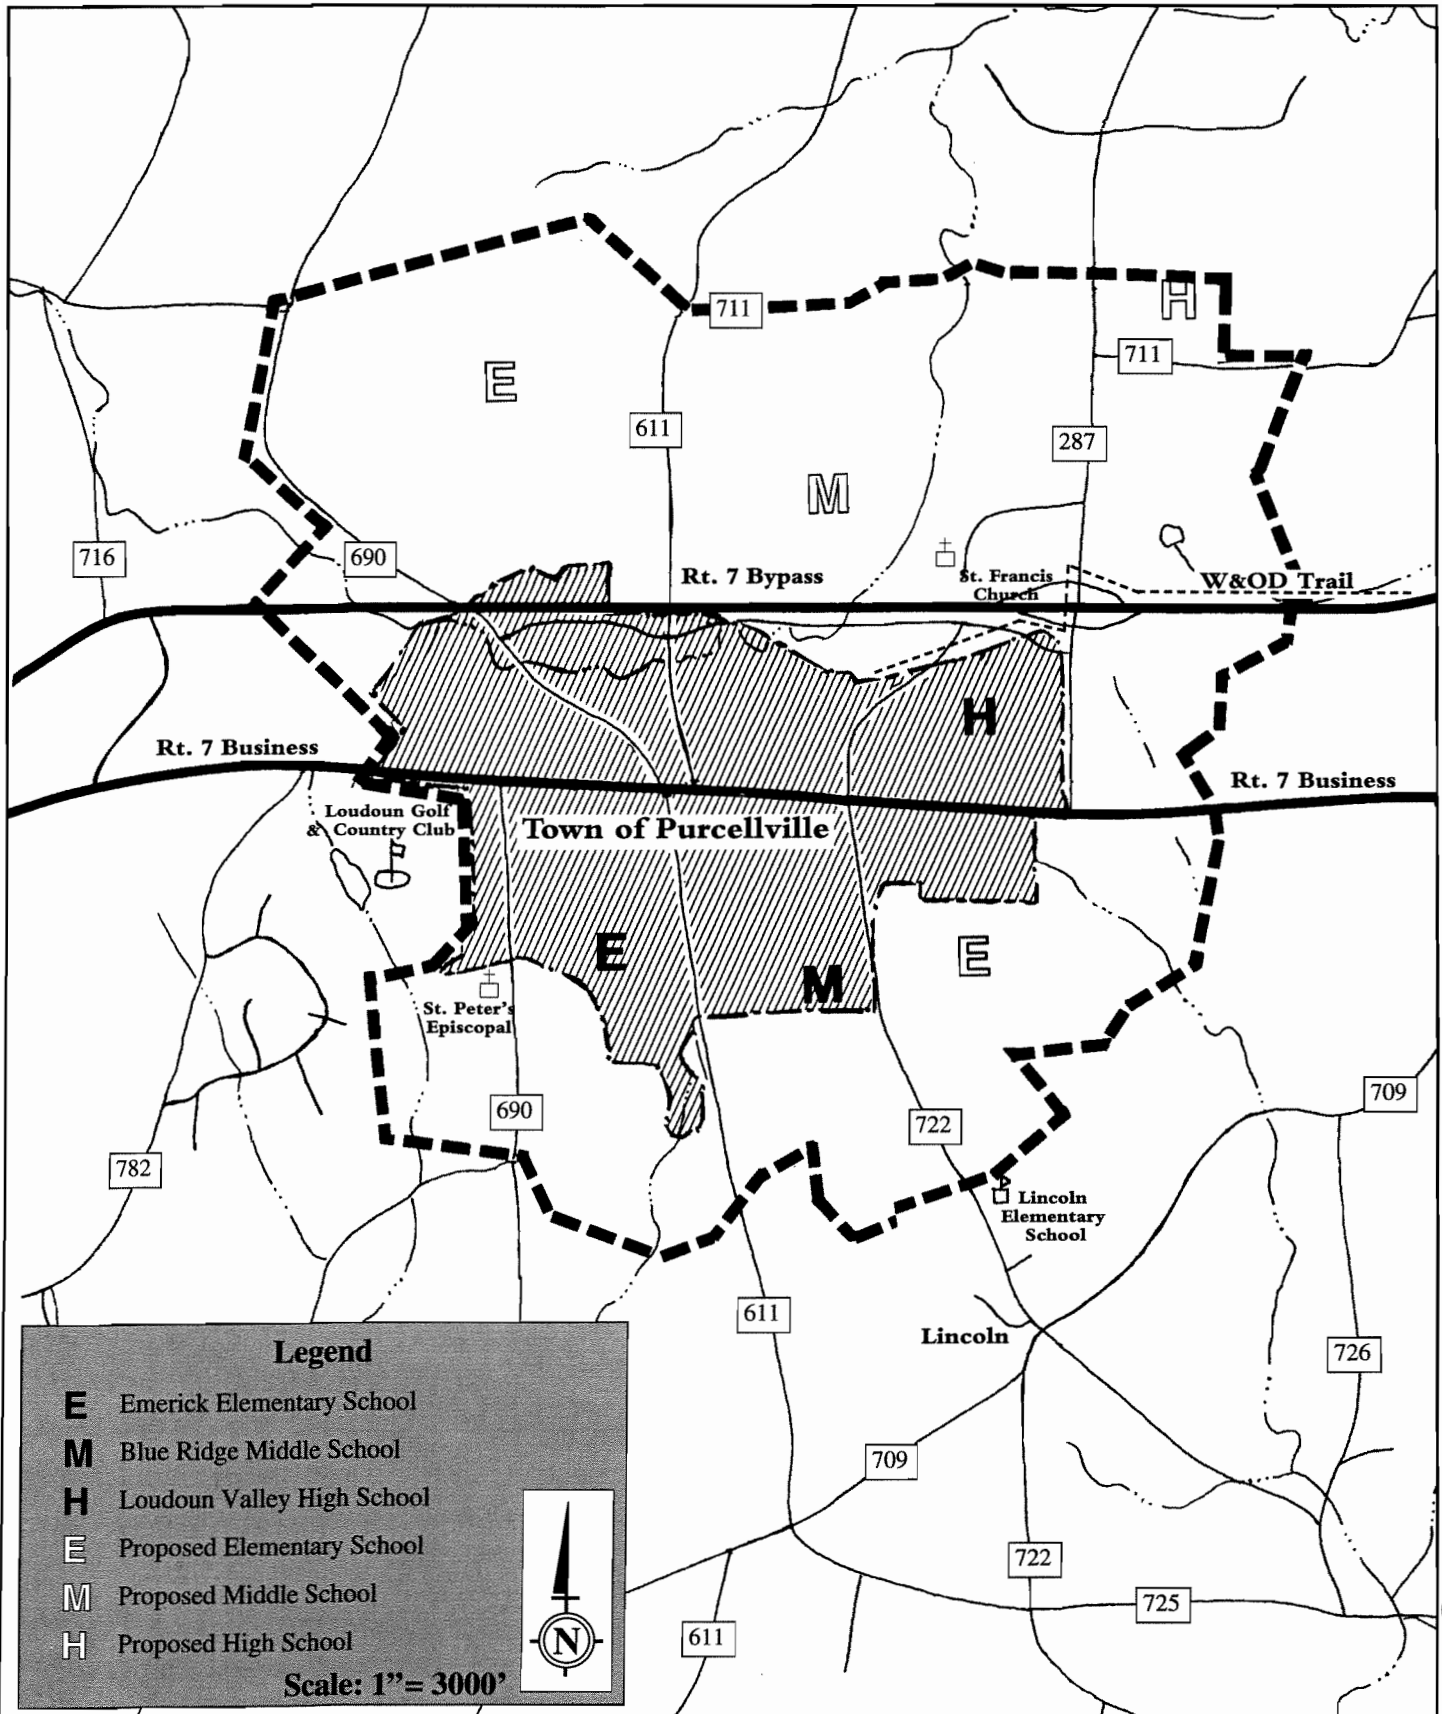 711
H
711
E
611
287
M
716
690
Rt. 7 Bypass
St. Francis
Church
W&OD Trail
H
Rt. 7 Business
Rt. 7 Business
Loudoun Golf
& Country Club
Town of Purcellville
E
E
M
St. Peter's
Episcopal
690
722
709
782
Lincoln
Elementary
School
611
Lincoln
726
709
722
725
611
Legend
E Emerick Elementary School
M Blue Ridge Middle School
H Loudoun Valley High School
E Proposed Elementary School
M Proposed Middle School
H Proposed High School
Scale: 1”= 3000’
N